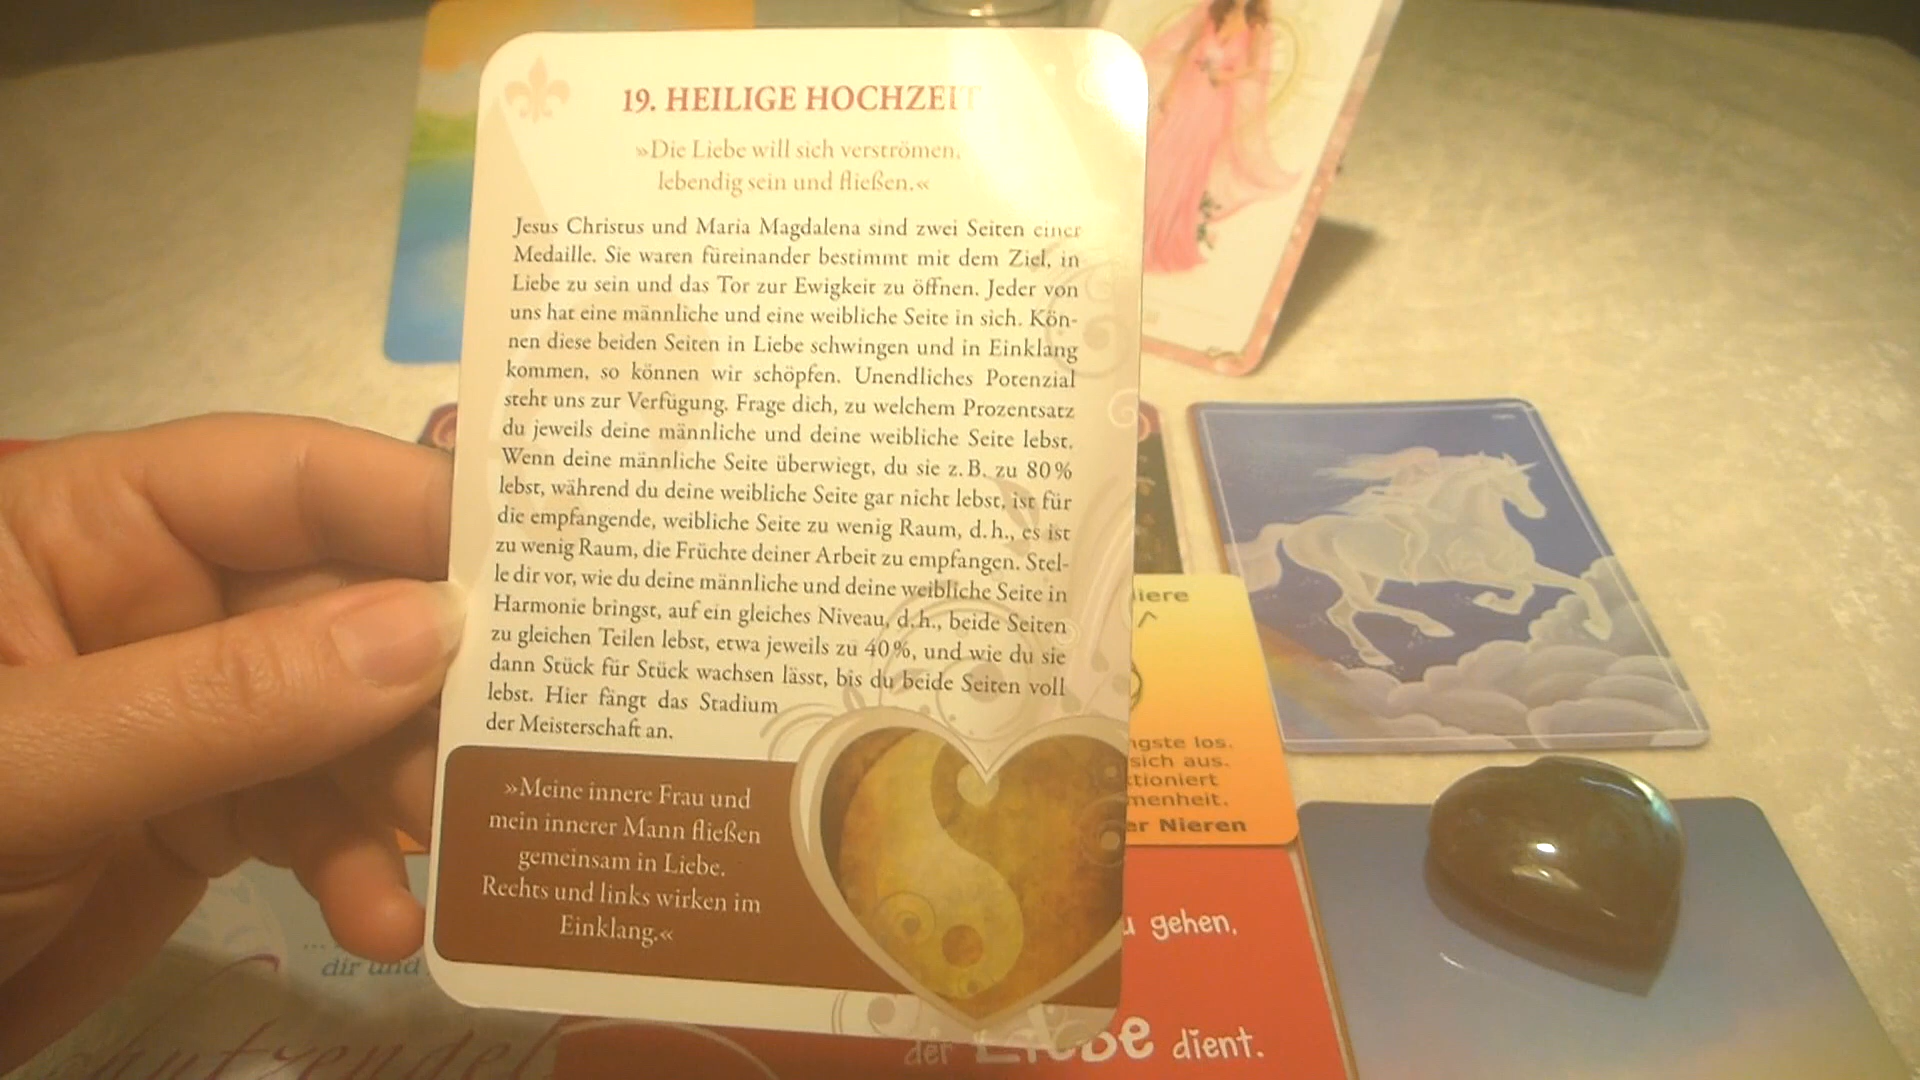 19. HEILIGE HOCHZEIT
»Die Liebe will sich verströmen,
lebendig sein und fließen.«
Jesus Christus und Maria Magdalena sind zwei Seiten einer
Medaille. Sie waren füreinander bestimmt mit dem Ziel, in
Liebe zu sein und das Tor zur Ewigkeit zu öffnen. Jeder von
uns hat eine männliche und eine weibliche Seite in sich. Kön-
nen diese beiden Seiten in Liebe schwingen und in Einklang
kommen, so können wir schöpfen. Unendliches Potenzial
steht uns zur Verfügung. Frage dich, zu welchem Prozentsatz
du jeweils deine männliche und deine weibliche Seite lebst.
Wenn deine männliche Seite überwiegt, du sie z. B. zu 80 %
lebst, während du deine weibliche Seite gar nicht lebst, ist für
die empfangende, weibliche Seite zu wenig Raum, d. h., es ist
zu wenig Raum, die Früchte deiner Arbeit zu empfangen. Stel-
le dir vor, wie du deine männliche und deine weibliche Seite in
Harmonie bringst, auf ein gleiches Niveau, d. h., beide Seiten
zu gleichen Teilen lebst, etwa jeweils zu 40 %, und wie du sie
dann Stück für Stück wachsen lässt, bis du beide Seiten voll
lebst. Hier fängt das Stadium
der Meisterschaft an.
»Meine innere Frau und
mein innerer Mann fließen
gemeinsam in Liebe.
Rechts und links wirken im
Einklang.«
iere
ngste los.
sich aus.
tioniert
menheit.
er Nieren
u gehen,
der Liebe dient.
... 
dir und
hutzengel